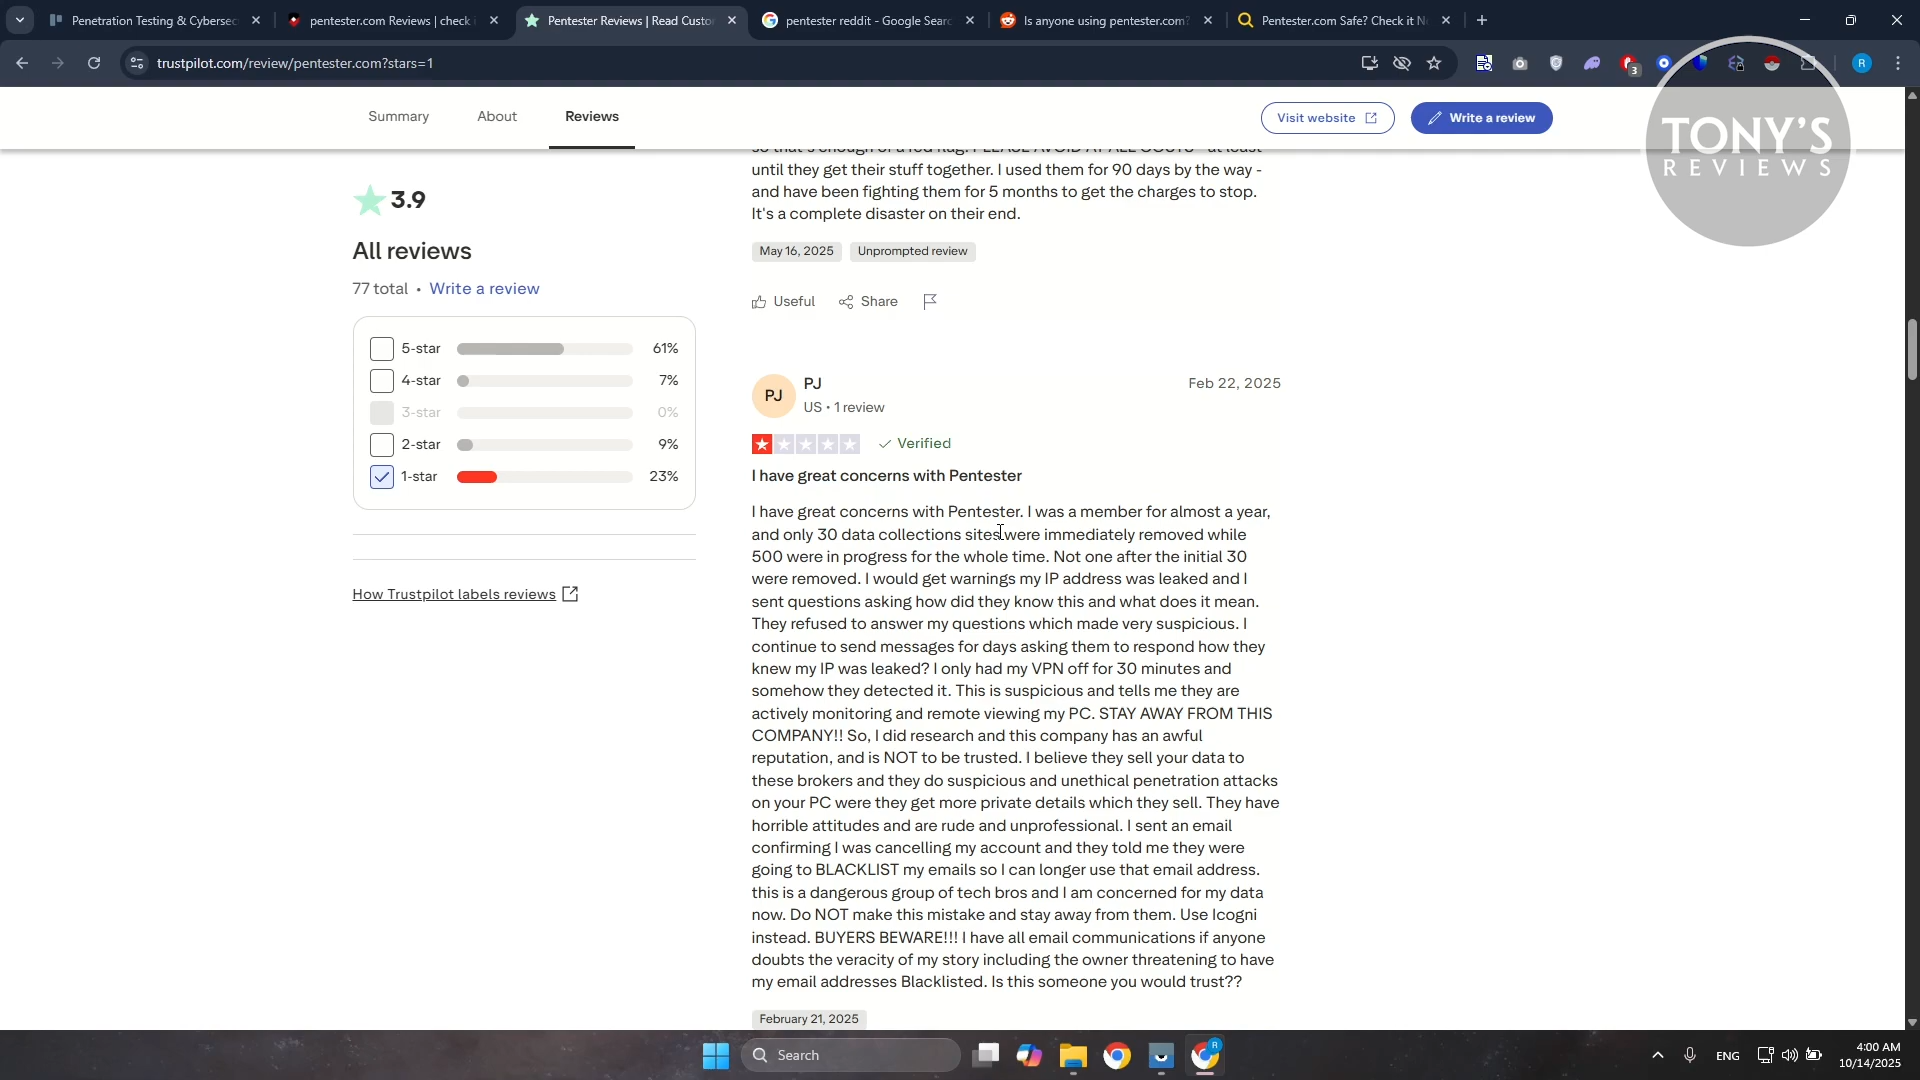 Penetration Testing & Cybersec
pentester.com Reviews | check i
Pentester Reviews | Read Custo
pentester reddit - Google Searc
Is anyone using pentester.com?
Pentester.com Safe? Check it N
trustpilot.com/review/pentester.com?stars=1
3
R
Summary
About
Reviews
Visit website
Write a review
TONY'S
REVIEWS
until they get their stuff together. I used them for 90 days by the way -
and have been fighting them for 5 months to get the charges to stop.
It's a complete disaster on their end.
May 16, 2025
Unprompted review
Useful
Share
3.9
All reviews
77 total • Write a review
5-star 61%
4-star 7%
3-star 0%
2-star 9%
1-star 23%
How Trustpilot labels reviews
PJ
PJ
US • 1 review
Feb 22, 2025
Verified
I have great concerns with Pentester
I have great concerns with Pentester. I was a member for almost a year,
and only 30 data collections sites were immediately removed while
500 were in progress for the whole time. Not one after the initial 30
were removed. I would get warnings my IP address was leaked and I
sent questions asking how did they know this and what does it mean.
They refused to answer my questions which made very suspicious. I
continue to send messages for days asking them to respond how they
knew my IP was leaked? I only had my VPN off for 30 minutes and
somehow they detected it. This is suspicious and tells me they are
actively monitoring and remote viewing my PC. STAY AWAY FROM THIS
COMPANY!! So, I did research and this company has an awful
reputation, and is NOT to be trusted. I believe they sell your data to
these brokers and they do suspicious and unethical penetration attacks
on your PC were they get more private details which they sell. They have
horrible attitudes and are rude and unprofessional. I sent an email
confirming I was cancelling my account and they told me they were
going to BLACKLIST my emails so I can longer use that email address.
this is a dangerous group of tech bros and I am concerned for my data
now. Do NOT make this mistake and stay away from them. Use Icogni
instead. BUYERS BEWARE!!! I have all email communications if anyone
doubts the veracity of my story including the owner threatening to have
my email addresses Blacklisted. Is this someone you would trust??
February 21, 2025
Search
R
ENG
4:00 AM
10/14/2025